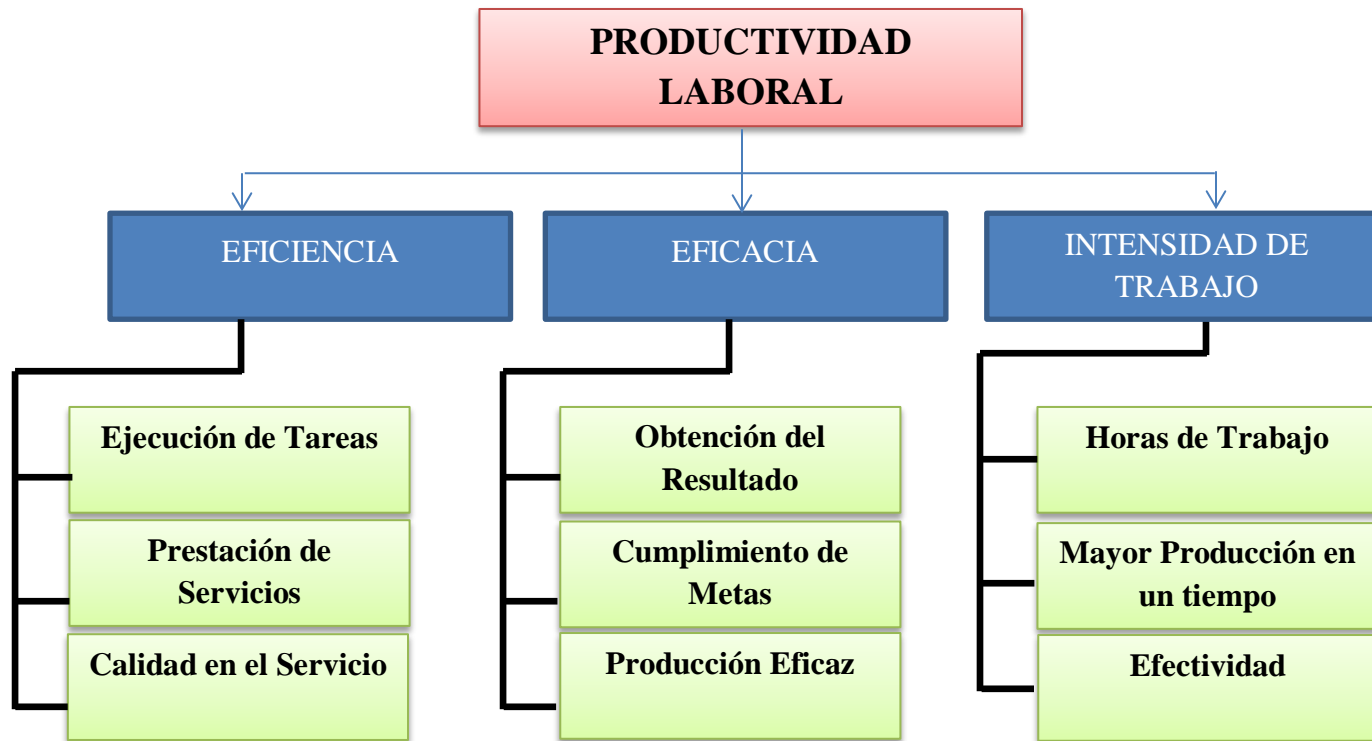 PRODUCTIVIDAD
LABORAL
EFICIENCIA
EFICACIA
INTENSIDAD DE
TRABAJO
Ejecución de Tareas
Prestación de
Servicios
Calidad en el Servicio
Obtención del
Resultado
Cumplimiento de
Metas
Producción Eficaz
Horas de Trabajo
Mayor Producción en
un tiempo
Efectividad